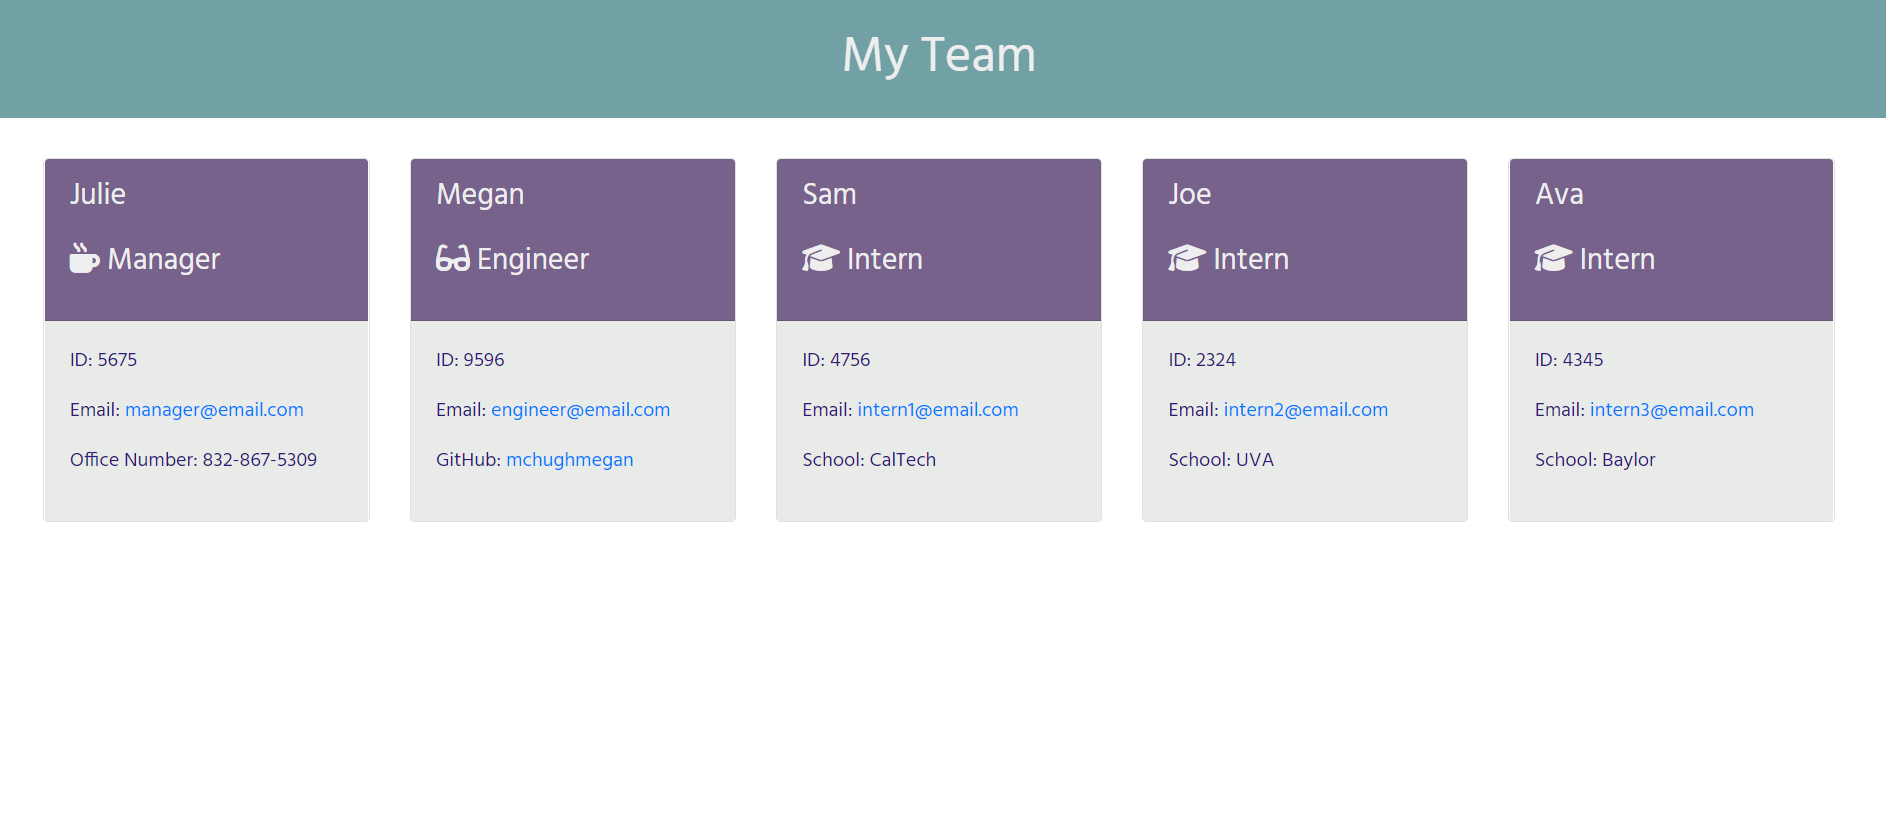 My Team
Julie
Manager
ID: 5675
Email: manager@email.com
Office Number: 832-867-5309
Megan
Engineer
ID: 9596
Email: engineer@email.com
GitHub: mchughmegan
Sam
Intern
ID: 4756
Email: intern1@email.com
School: CalTech
Joe
Intern
ID: 2324
Email: intern2@email.com
School: UVA
Ava
Intern
ID: 4345
Email: intern3@email.com
School: Baylor